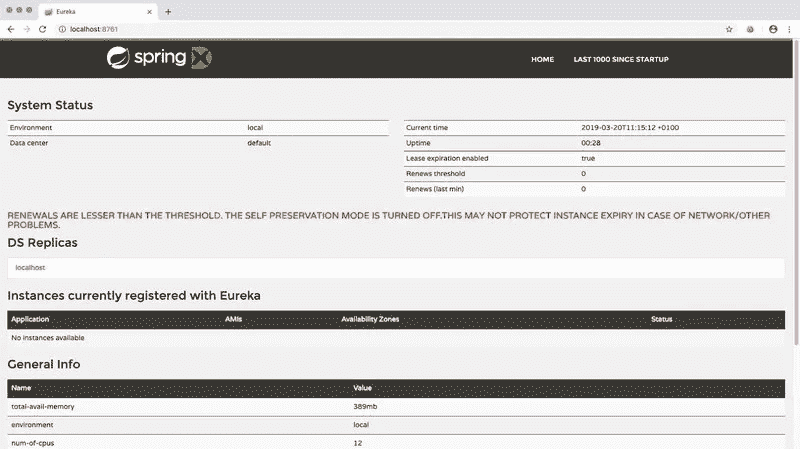 Eureka
localhost:8761
spring
HOME LAST 1000 SINCE STARTUP
System Status
Environment local
Data center default
Current time 2019-03-20T11:15:12 +0100
Uptime 00:28
Lease expiration enabled true
Renews threshold 0
Renews (last min) 0
RENEWALS ARE LESSER THAN THE THRESHOLD. THE SELF PRESERVATION MODE IS TURNED OFF.THIS MAY NOT PROTECT INSTANCE EXPIRY IN CASE OF NETWORK/OTHER
PROBLEMS.
DS Replicas
localhost
Instances currently registered with Eureka
Application AMIs Availability Zones Status
No instances available
General Info
Name Value
total-avail-memory 389mb
environment local
num-of-cpus 12